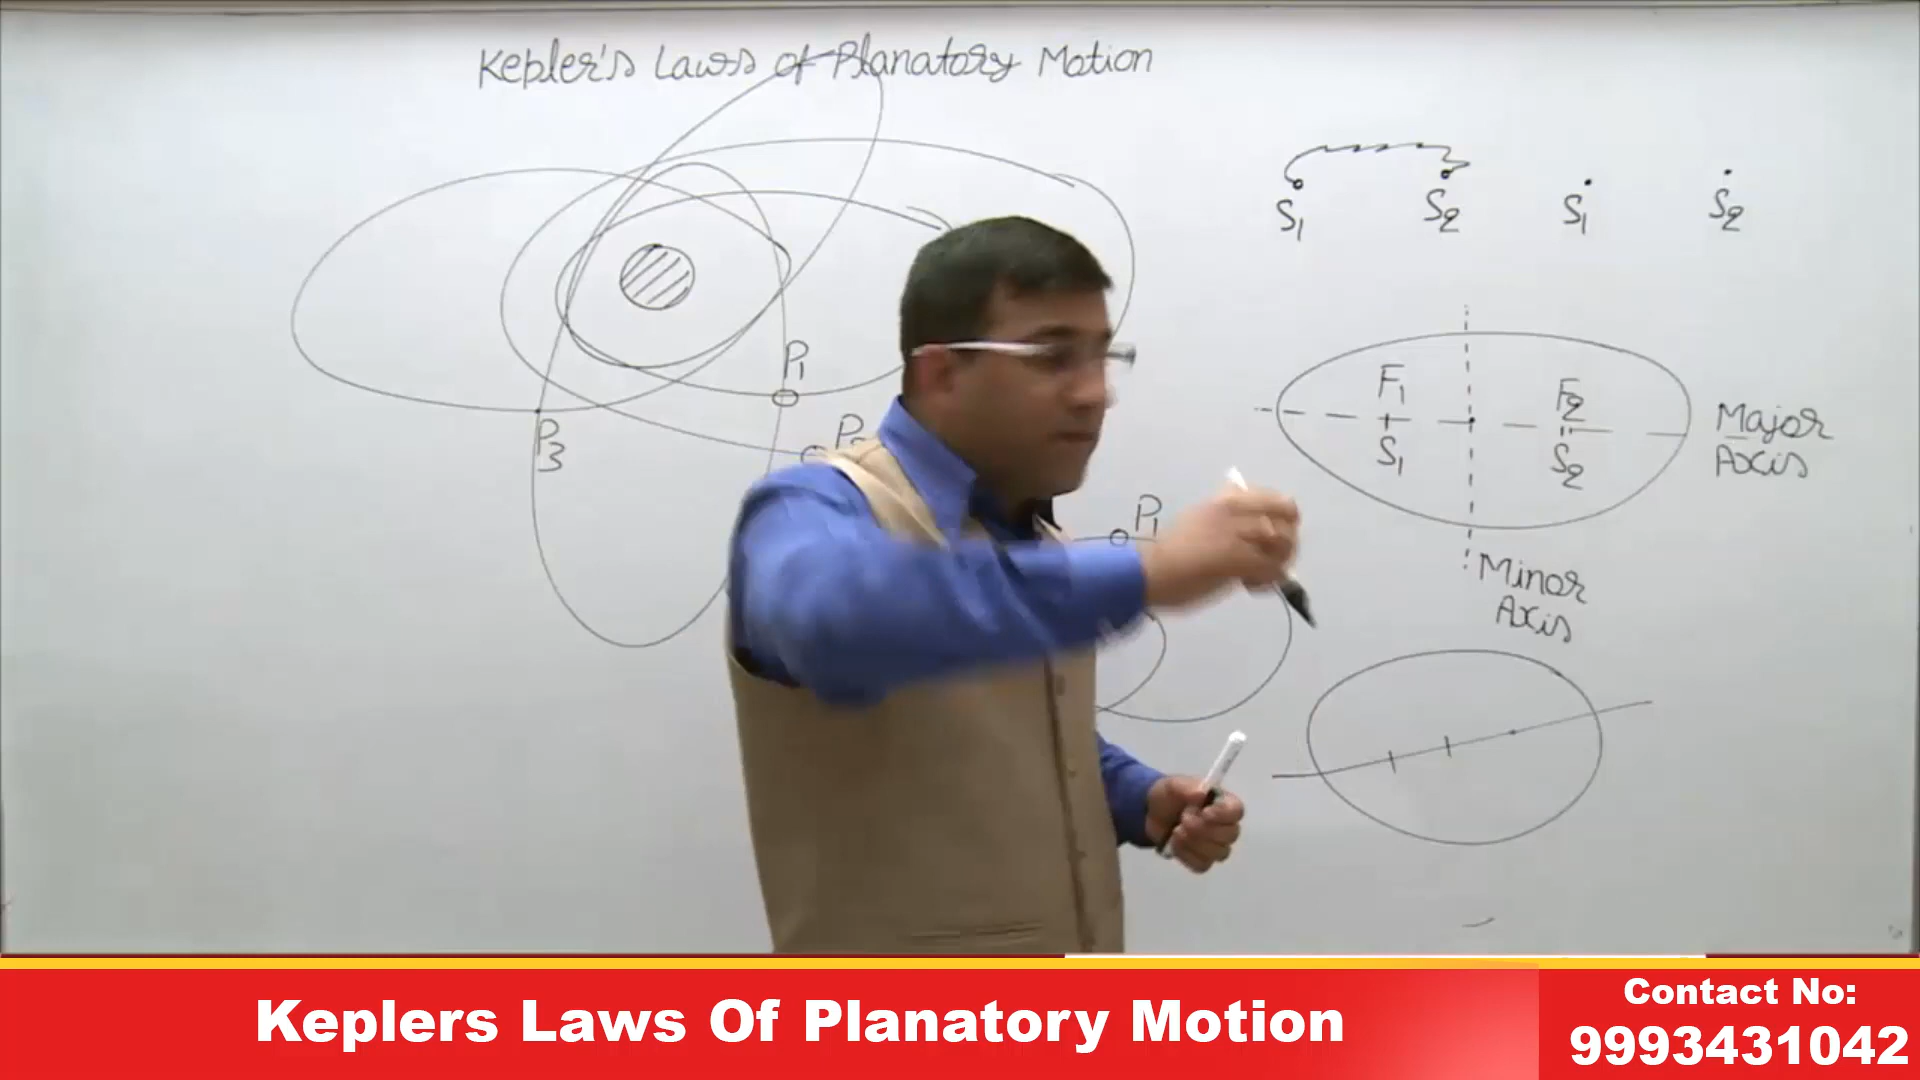 Kepler's Laws of Planatory Motion
S1 S2 S1 S2
P1
P3
P1
F1 F2
S1 S2
Major
Axis
Minor
Axis
Keplers Laws Of Planatory Motion
Contact No:
9993431042